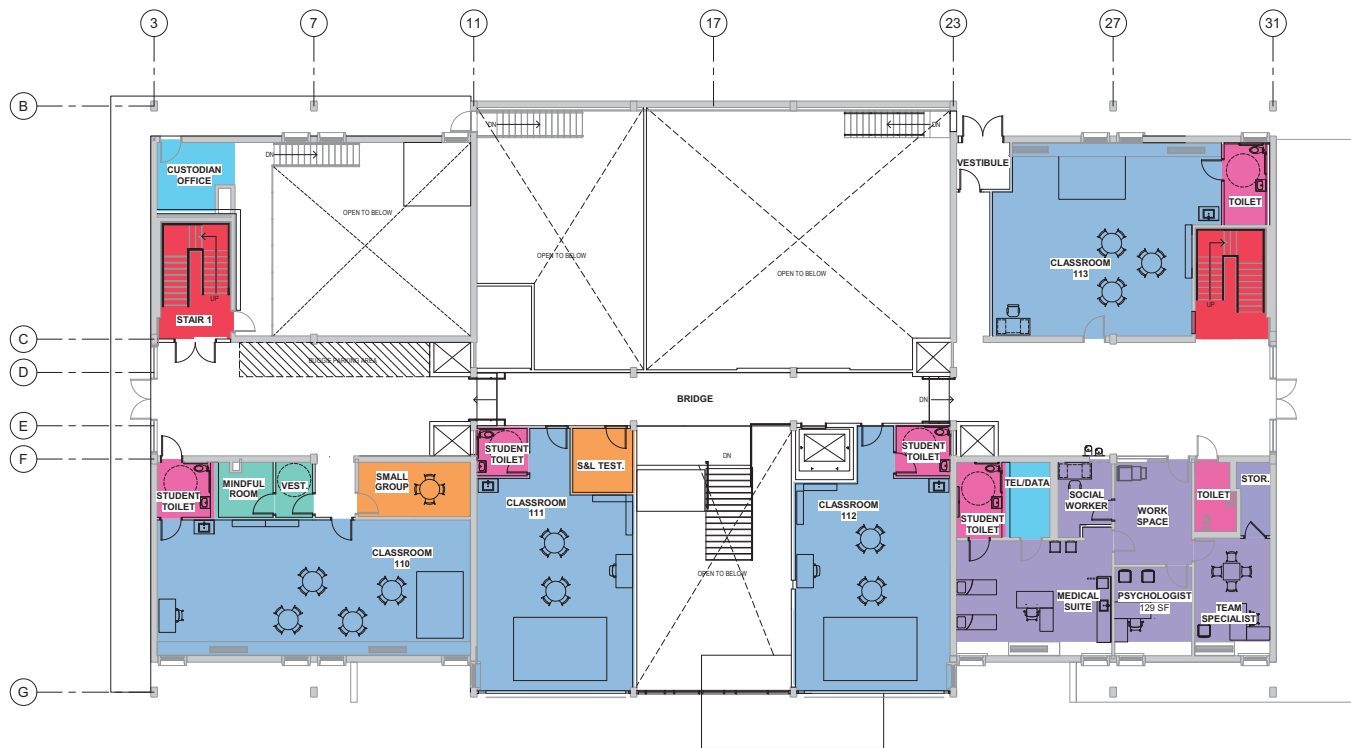 3
7
11
17
23
27
31
B
DN
DN
DN
CUSTODIAN
OFFICE
VESTIBULE
TOILET
OPEN TO BELOW
OPEN TO BELOW
OPEN TO BELOW
CLASSROOM
113
UP
STAIR 1
UP
C
BUGGIE PARKING AREA
D
BRIDGE
DN
E
STUDENT
TOILET
S&L TEST.
DN
STUDENT
TOILET
F
STUDENT
TOILET
MINDFUL
ROOM
VEST.
SMALL
GROUP
CLASSROOM
111
CLASSROOM
112
STUDENT
TOILET
TEL/DATA
SOCIAL
WORKER
WORK
SPACE
TOILET
STOR.
CLASSROOM
110
OPEN TO BELOW
MEDICAL
SUITE
PSYCHOLOGIST
129 SF
TEAM
SPECIALIST
G